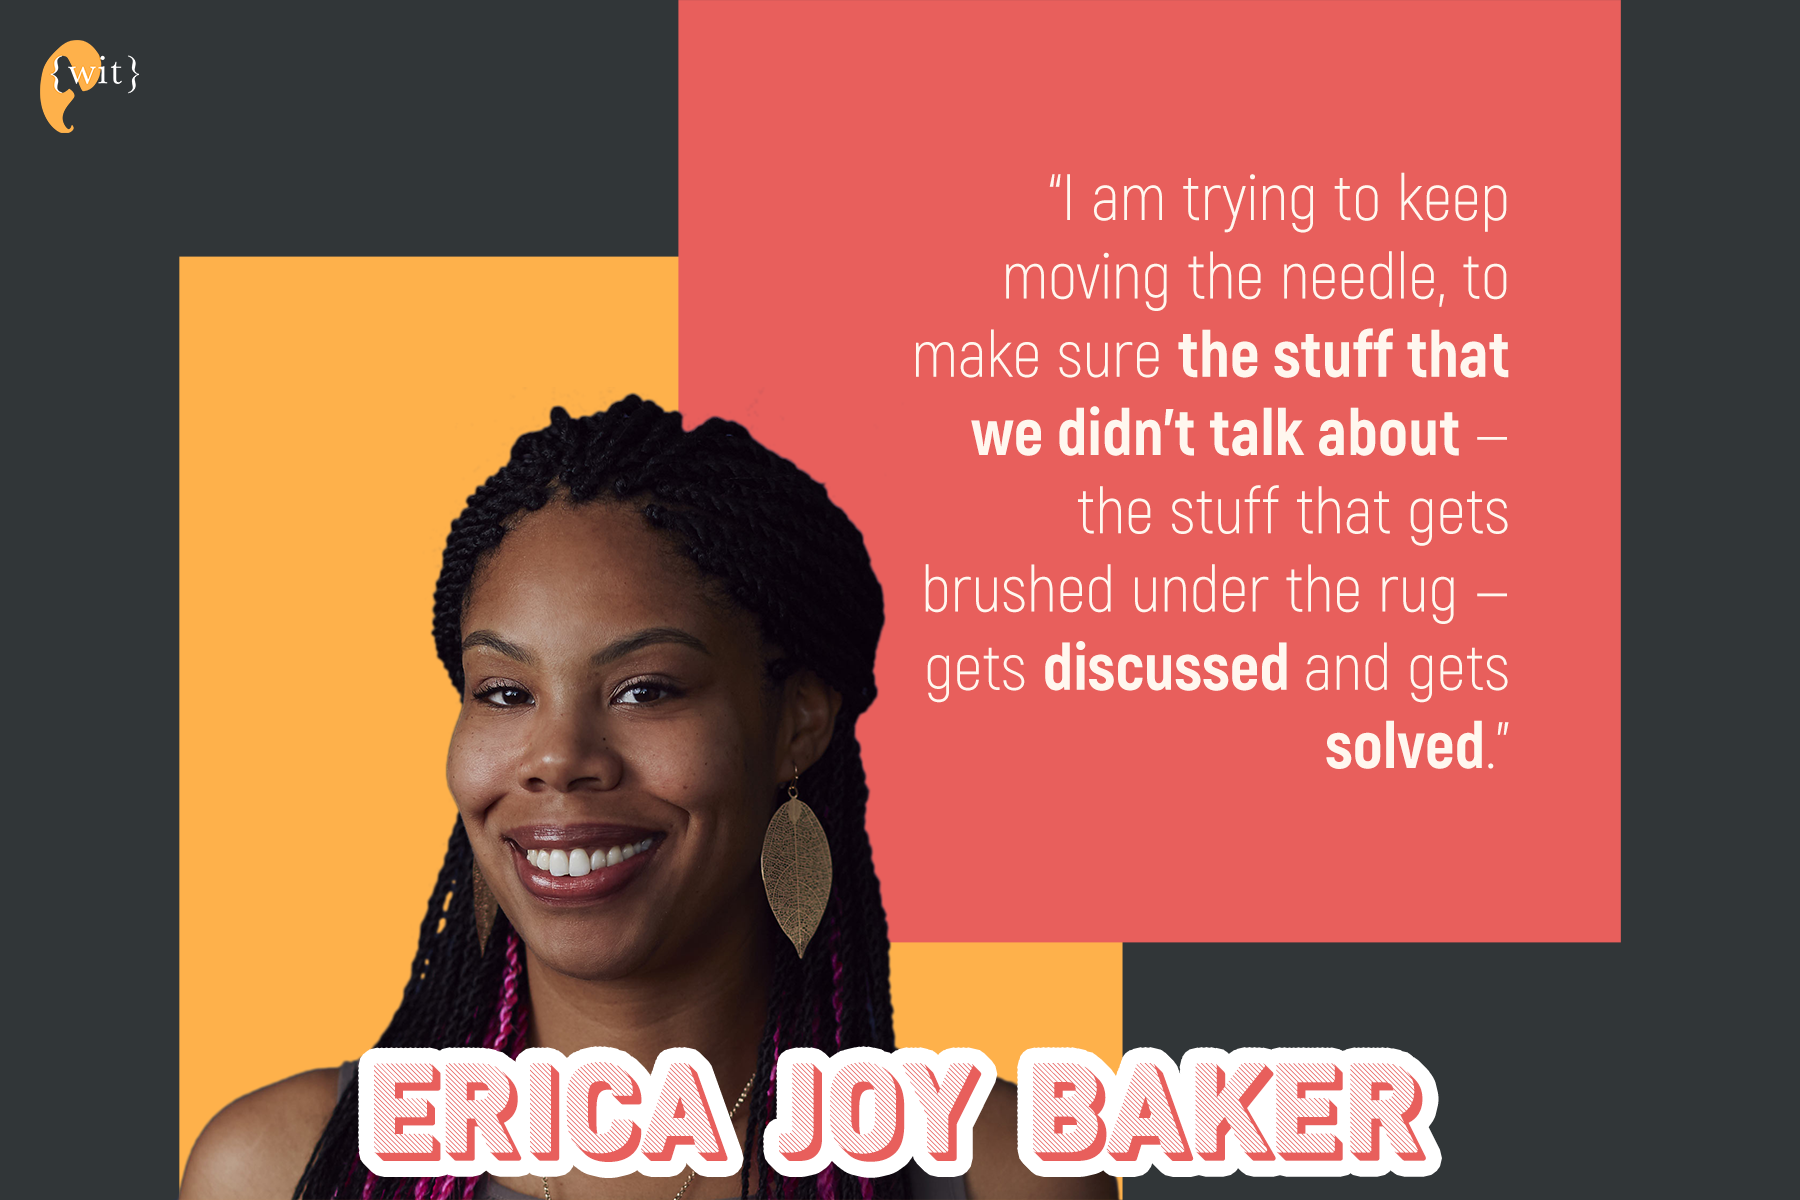 {wit}
“I am trying to keep
moving the needle, to
make sure the stuff that
we didn’t talk about –
the stuff that gets
brushed under the rug –
gets discussed and gets
solved.”
ERICA JOY BAKER